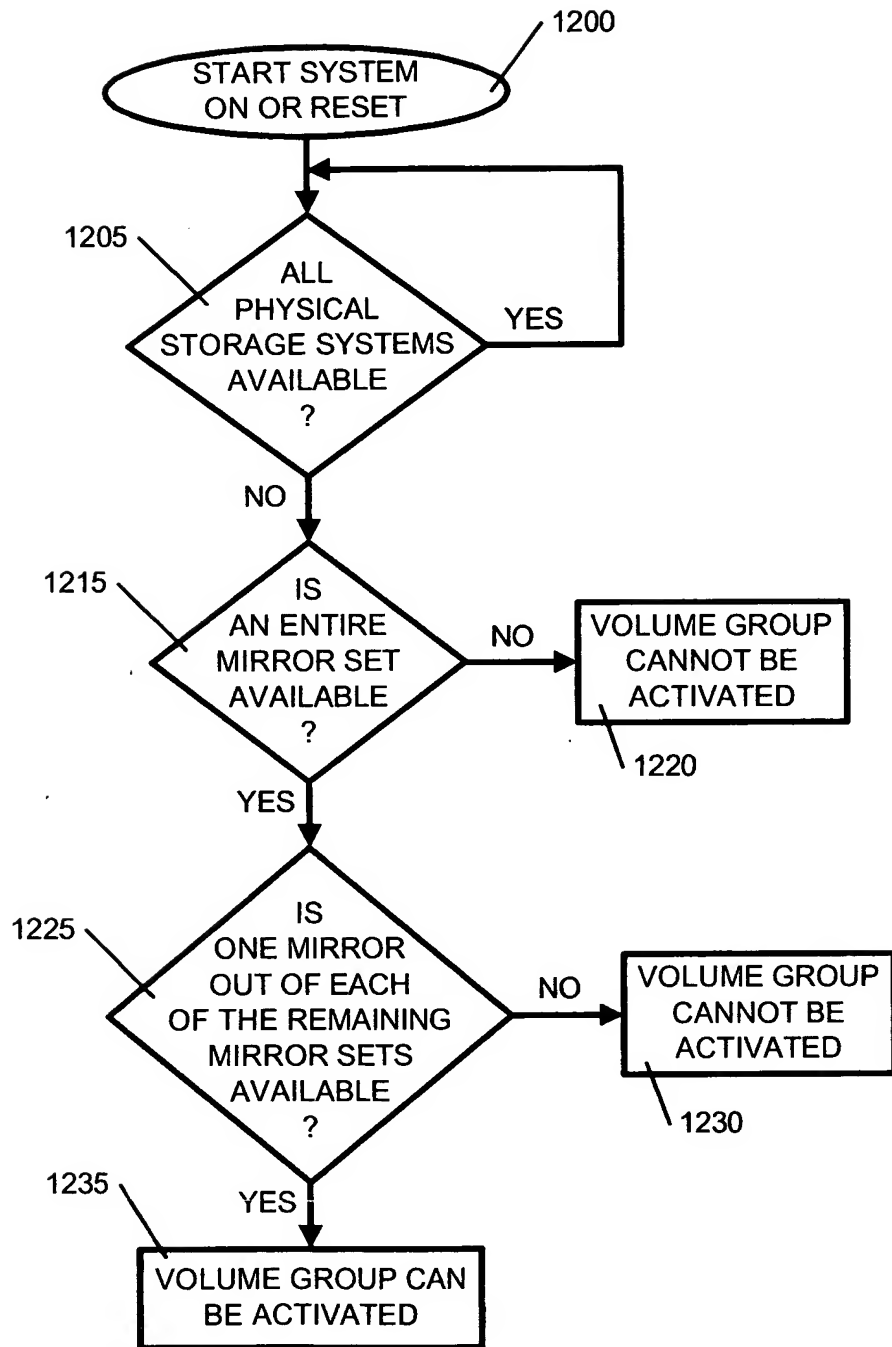 1200
START SYSTEM
ON OR RESET
1205
ALL
PHYSICAL
STORAGE SYSTEMS
AVAILABLE
?
YES
NO
1215
IS
AN ENTIRE
MIRROR SET
AVAILABLE
?
NO
VOLUME GROUP
CANNOT BE
ACTIVATED
1220
YES
1225
IS
ONE MIRROR
OUT OF EACH
OF THE REMAINING
MIRROR SETS
AVAILABLE
?
NO
VOLUME GROUP
CANNOT BE
ACTIVATED
1230
YES
1235
VOLUME GROUP CAN
BE ACTIVATED